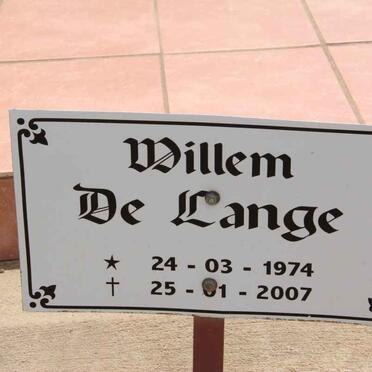 Willem
De Lange
★ 24 - 03 - 1974
✝ 25 - 01 - 2007